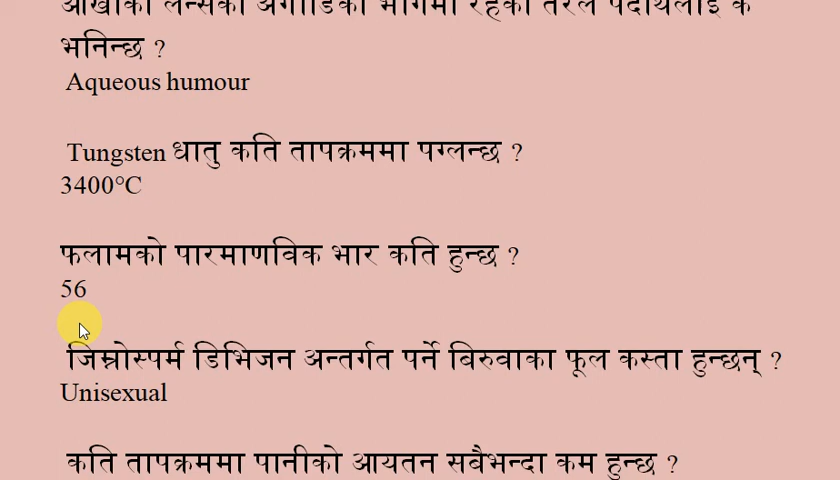 आँखाको लेन्सको अगाडिको भागमा रहेको तरल पदार्थलाई के
भनिन्छ ?
Aqueous humour
Tungsten धातु कति तापक्रममा पग्लन्छ ?
3400°C
फलामको पारमाणविक भार कति हुन्छ ?
56
जिम्नोस्पर्म डिभिजन अन्तर्गत पर्ने बिरुवाका फूल कस्ता हुन्छन् ?
Unisexual
कति तापक्रममा पानीको आयतन सबैभन्दा कम हुन्छ ?